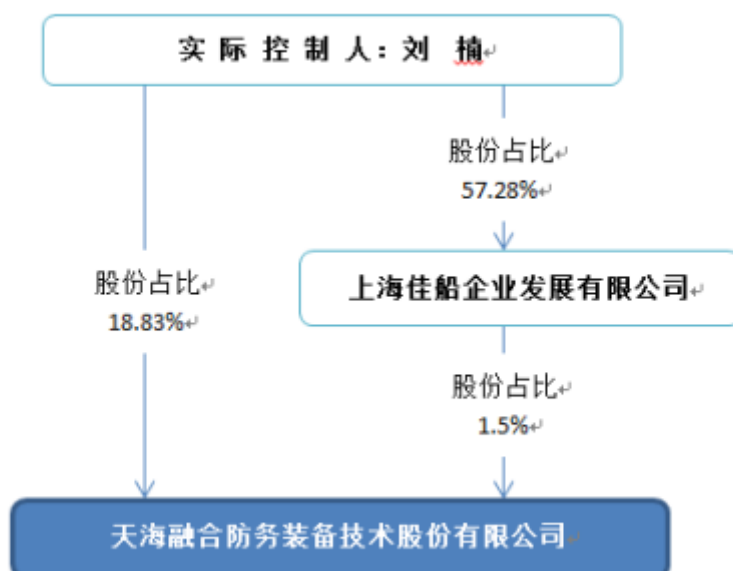 实 际 控 制 人：刘 楠
股份占比
57.28%
股份占比
18.83%
上海佳船企业发展有限公司
股份占比
1.5%
天海融合防务装备技术股份有限公司